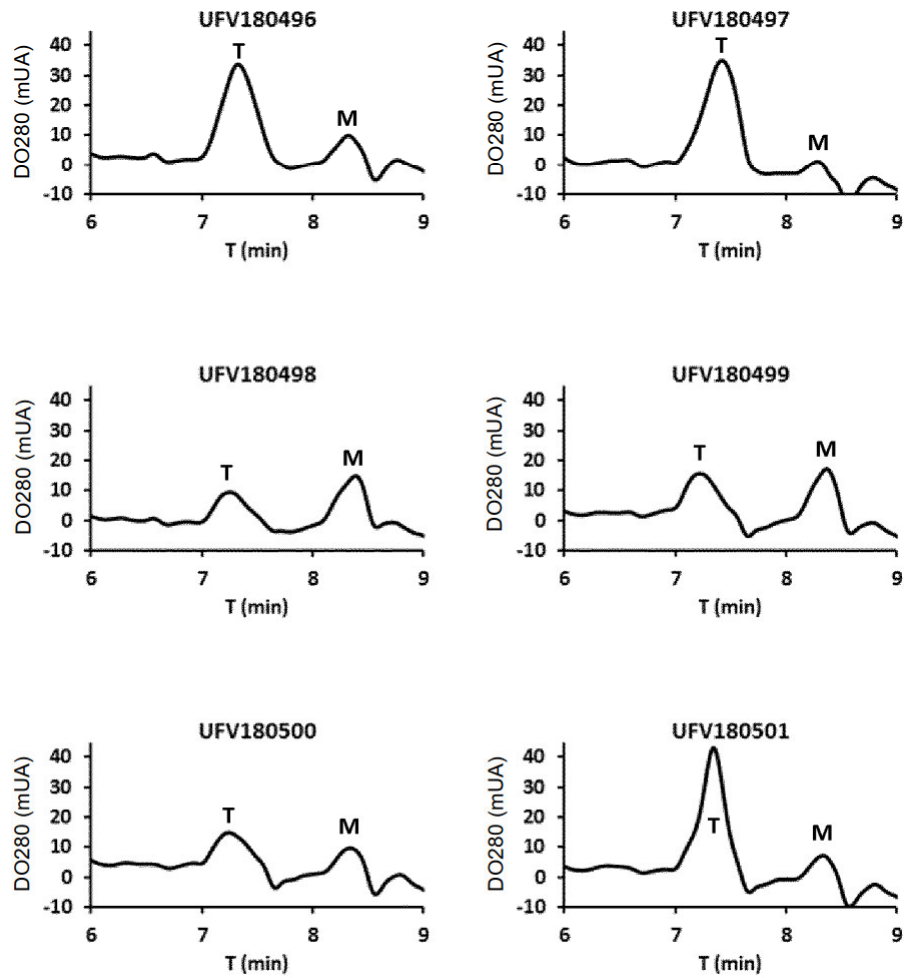 UFV180496
DO280 (mUA)
40
30
20
10
0
-10
T
M
6 7 8 9
T (min)
UFV180497
DO280 (mUA)
40
30
20
10
0
-10
T
M
6 7 8 9
T (min)
UFV180498
DO280 (mUA)
40
30
20
10
0
-10
T
M
6 7 8 9
T (min)
UFV180499
DO280 (mUA)
40
30
20
10
0
-10
T
M
6 7 8 9
T (min)
UFV180500
DO280 (mUA)
40
30
20
10
0
-10
T
M
6 7 8 9
T (min)
UFV180501
DO280 (mUA)
40
30
20
10
0
-10
T
M
6 7 8 9
T (min)